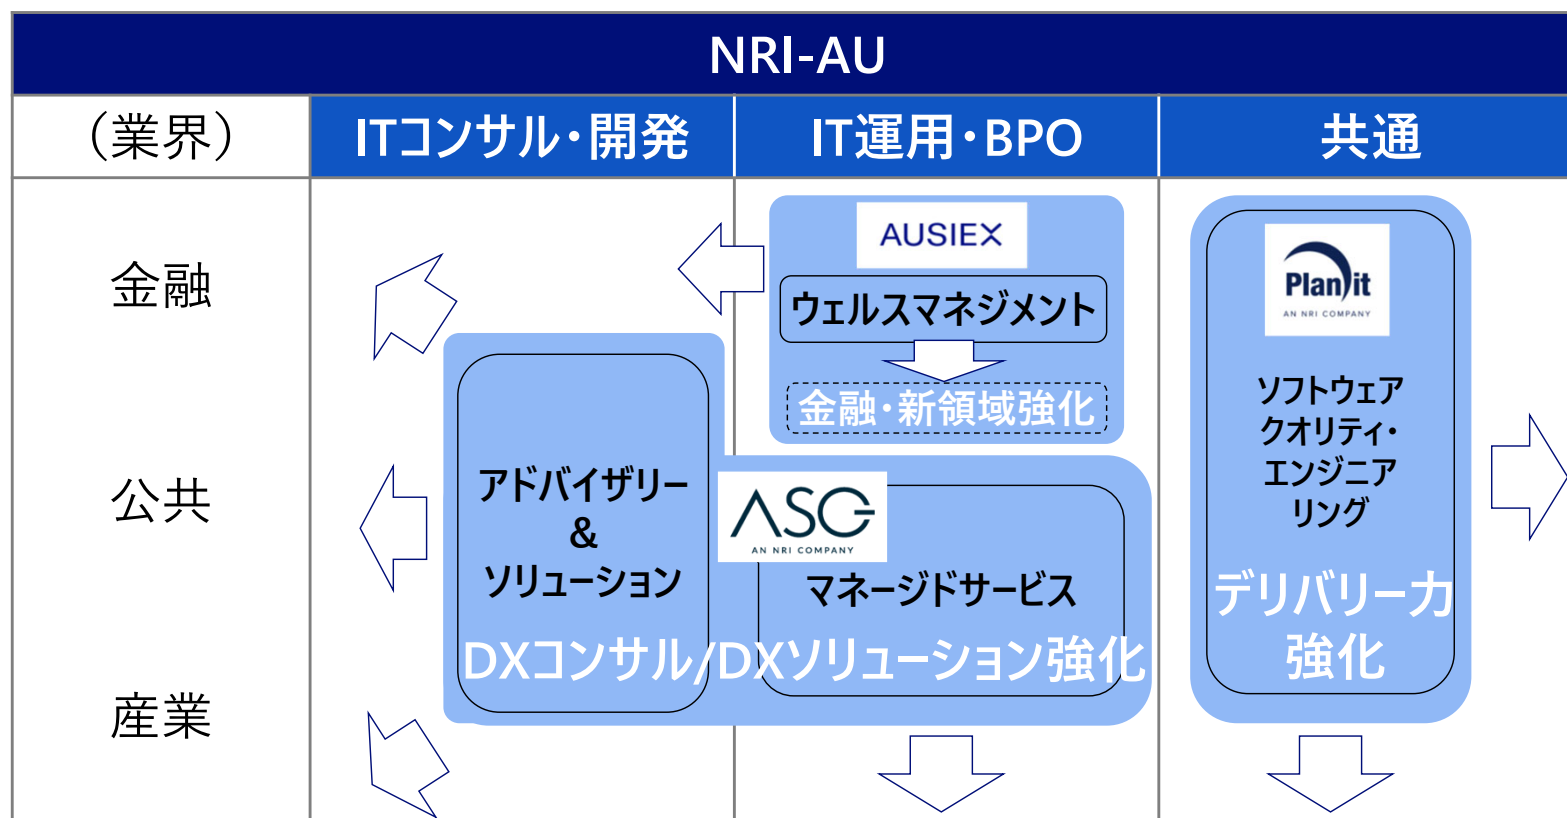 NRI-AU
（業界）
ITコンサル・開発
IT運用・BPO
共通
金融
公共
産業
AUSIEX
ウェルスマネジメント
金融・新領域強化
アドバイザリー
&
ソリューション
ASG
AN NRI COMPANY
マネージドサービス
DXコンサル/DXソリューション強化
Planit
AN NRI COMPANY
ソフトウェア
クオリティ・
エンジニア
リング
デリバリー力
強化